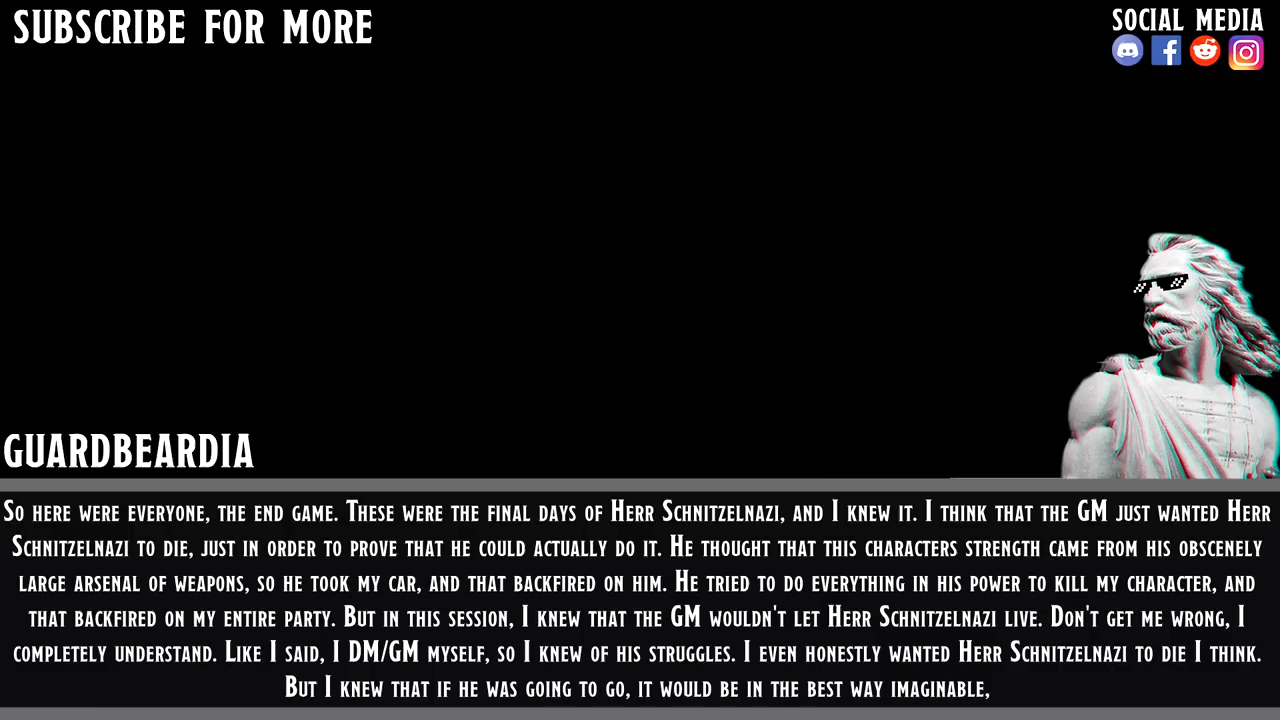 SUBSCRIBE FOR MORE
SOCIAL MEDIA
GUARDBEARDIA
So here were everyone, the end game. These were the final days of Herr Schnitzelnazi, and I knew it. I think that the GM just wanted Herr
Schnitzelnazi to die, just in order to prove that he could actually do it. He thought that this characters strength came from his obscenely
large arsenal of weapons, so he took my car, and that backfired on him. He tried to do everything in his power to kill my character, and
that backfired on my entire party. But in this session, I knew that the GM wouldn't let Herr Schnitzelnazi live. Don't get me wrong, I
completely understand. Like I said, I DM/GM myself, so I knew of his struggles. I even honestly wanted Herr Schnitzelnazi to die I think.
But I knew that if he was going to go, it would be in the best way imaginable,